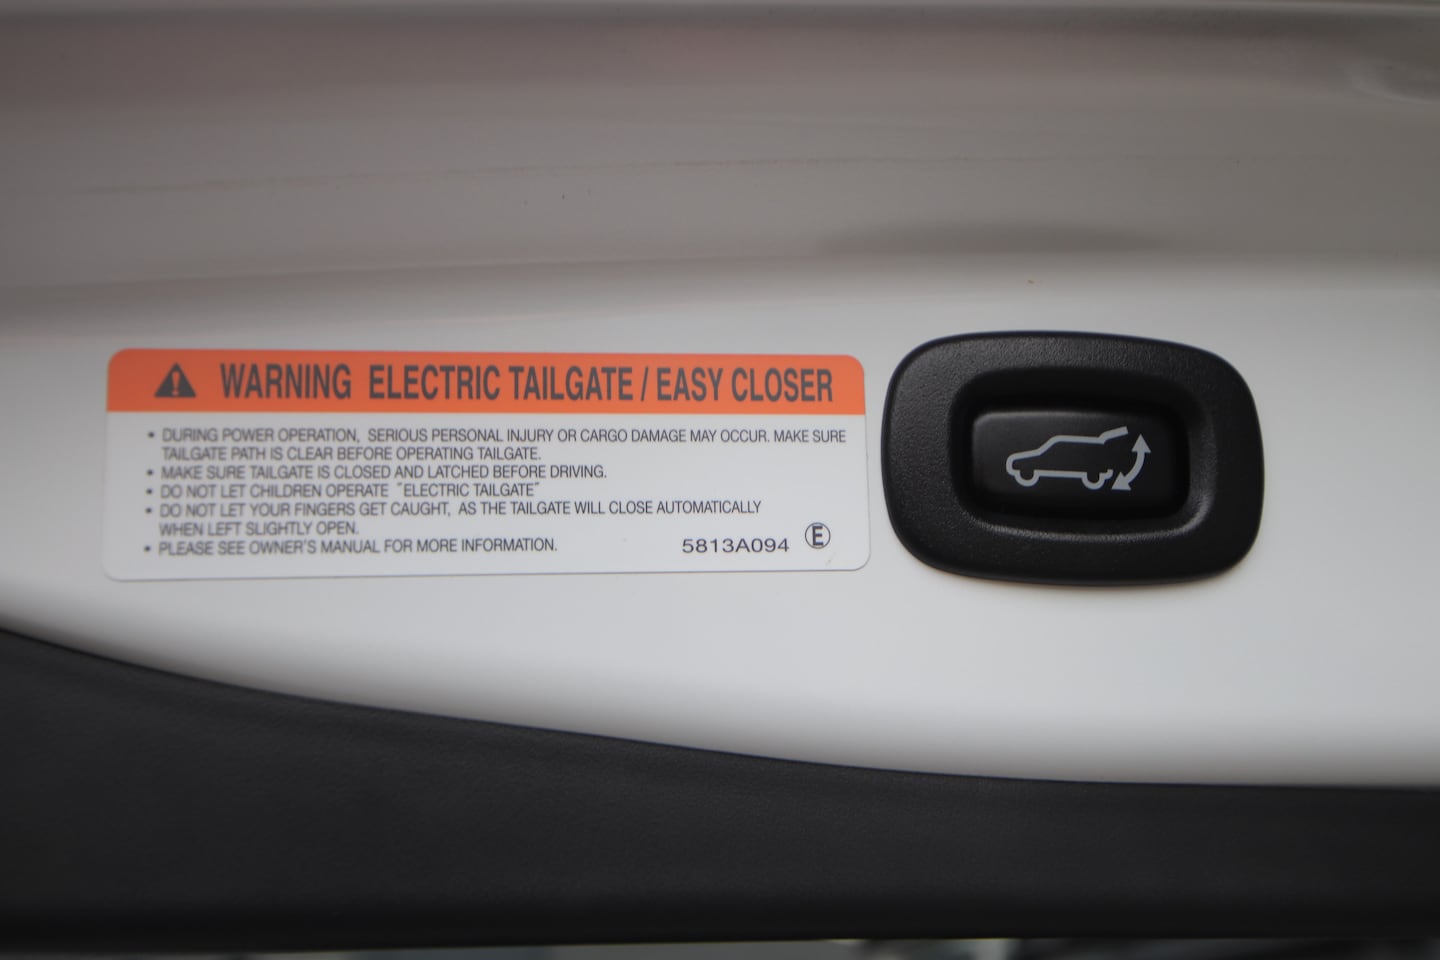 WARNING ELECTRIC TAILGATE / EASY CLOSER
• DURING POWER OPERATION, SERIOUS PERSONAL INJURY OR CARGO DAMAGE MAY OCCUR. MAKE SURE
TAILGATE PATH IS CLEAR BEFORE OPERATING TAILGATE.
• MAKE SURE TAILGATE IS CLOSED AND LATCHED BEFORE DRIVING.
• DO NOT LET CHILDREN OPERATE "ELECTRIC TAILGATE"
• DO NOT LET YOUR FINGERS GET CAUGHT, AS THE TAILGATE WILL CLOSE AUTOMATICALLY
WHEN LEFT SLIGHTLY OPEN.
• PLEASE SEE OWNER'S MANUAL FOR MORE INFORMATION.
5813A094 Ⓔ